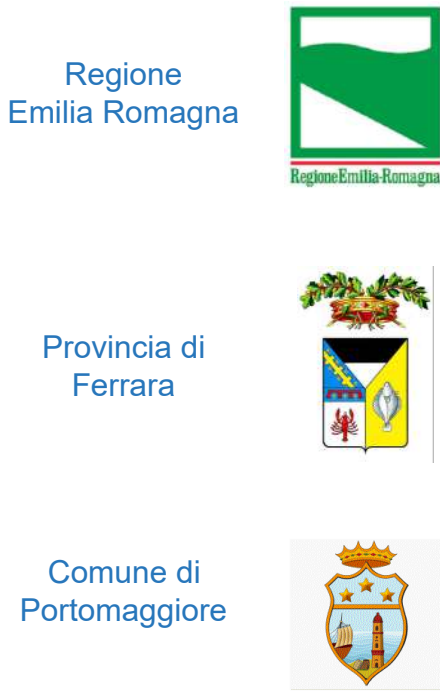 Regione
Emilia Romagna
RegioneEmilia-Romagna
Provincia di
Ferrara
Comune di
Portomaggiore